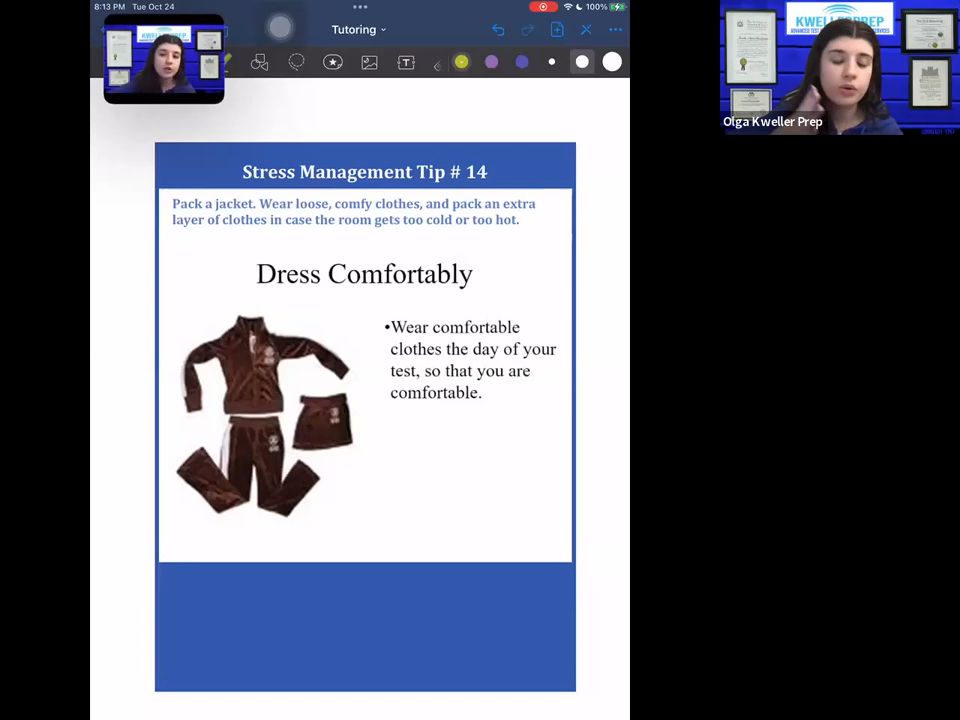 8:13 PM Tue Oct 24
100%
Tutoring
KWELLERPREP
Olga Kweller Prep
Stress Management Tip # 14
Pack a jacket. Wear loose, comfy clothes, and pack an extra
layer of clothes in case the room gets too cold or too hot.
Dress Comfortably
•Wear comfortable
clothes the day of your
test, so that you are
comfortable.